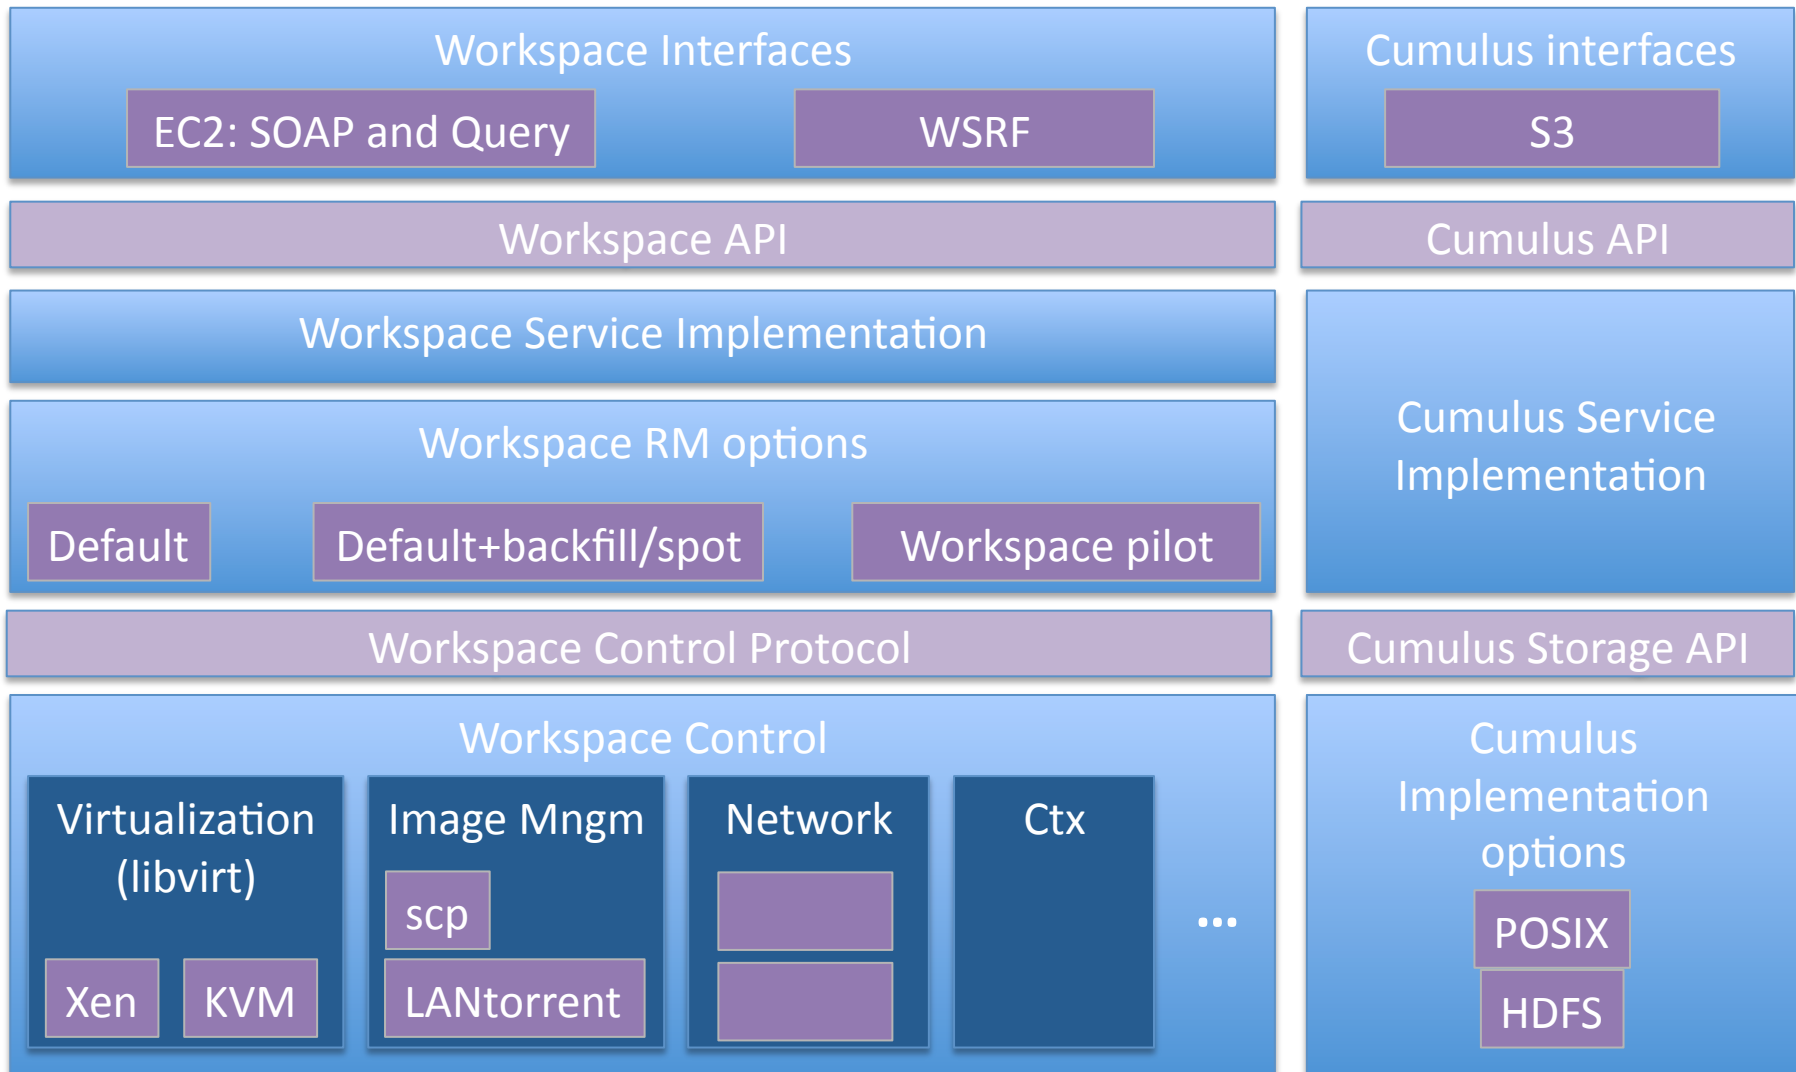 Workspace Interfaces
EC2: SOAP and Query
WSRF
Cumulus interfaces
S3
Workspace API
Cumulus API
Workspace Service Implementation
Workspace RM options
Default
Default+backfill/spot
Workspace pilot
Cumulus Service
Implementation
Workspace Control Protocol
Cumulus Storage API
Workspace Control
Virtualization
(libvirt)
Xen
KVM
Image Mngm
scp
LANtorrent
Network
Ctx
...
Cumulus
Implementation
options
POSIX
HDFS